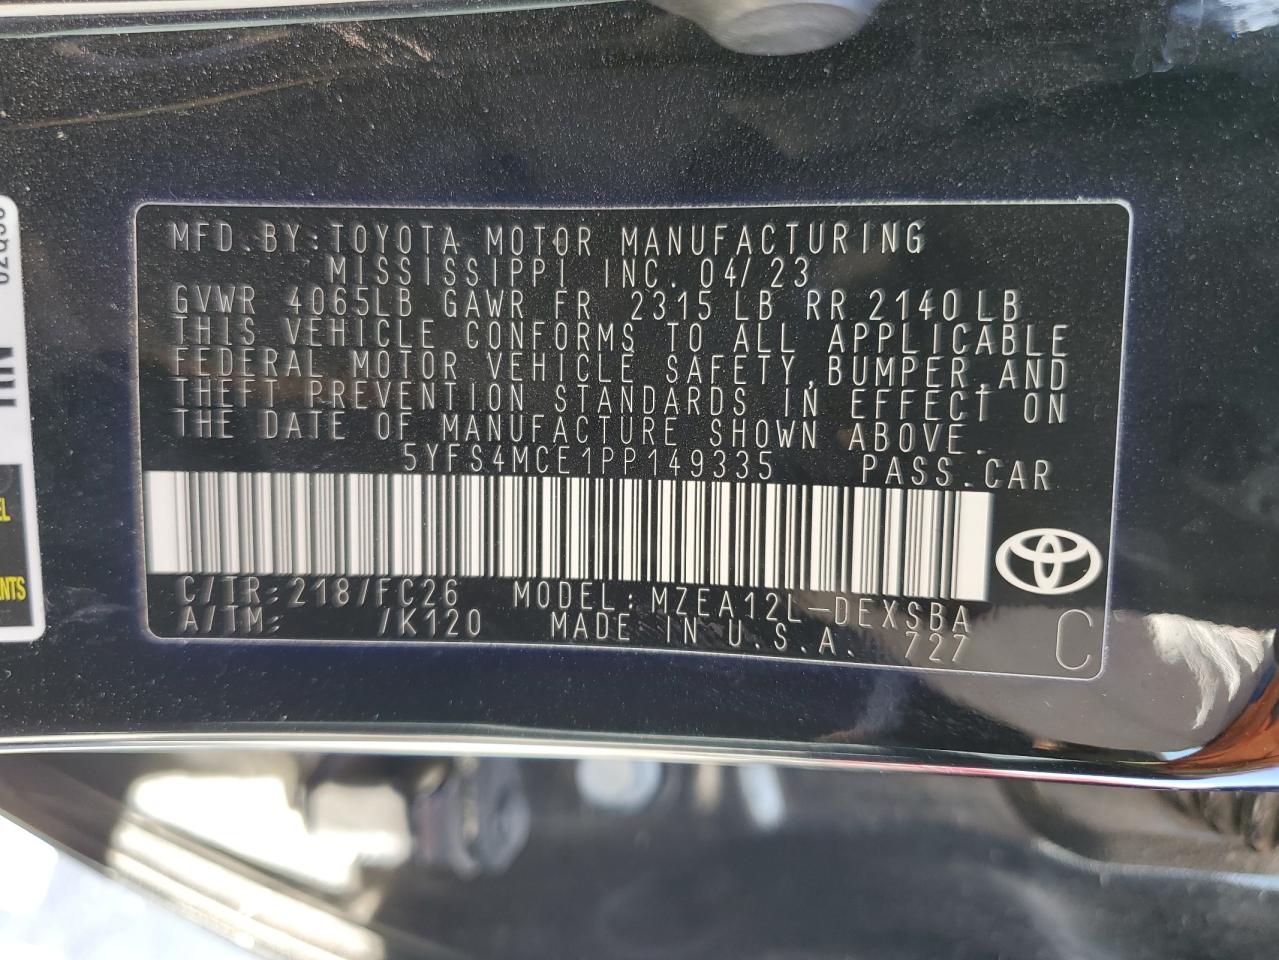 MFD.BY:TOYOTA MOTOR MANUFACTURING
MISSISSIPPI INC. 04/23
GVWR 4065LB GAWR FR 2315LB RR 2140LB
THIS VEHICLE CONFORMS TO ALL APPLICABLE
FEDERAL MOTOR VEHICLE SAFETY,BUMPER,AND
THEFT PREVENTION STANDARDS IN EFFECT ON
THE DATE OF MANUFACTURE SHOWN ABOVE.
5YFS4MCE1PP149335 PASS.CAR
C/TR:218/FC26 MODEL:MZEA12L-DEXSBA
A/TM: /K120 MADE IN U.S.A. 727
C